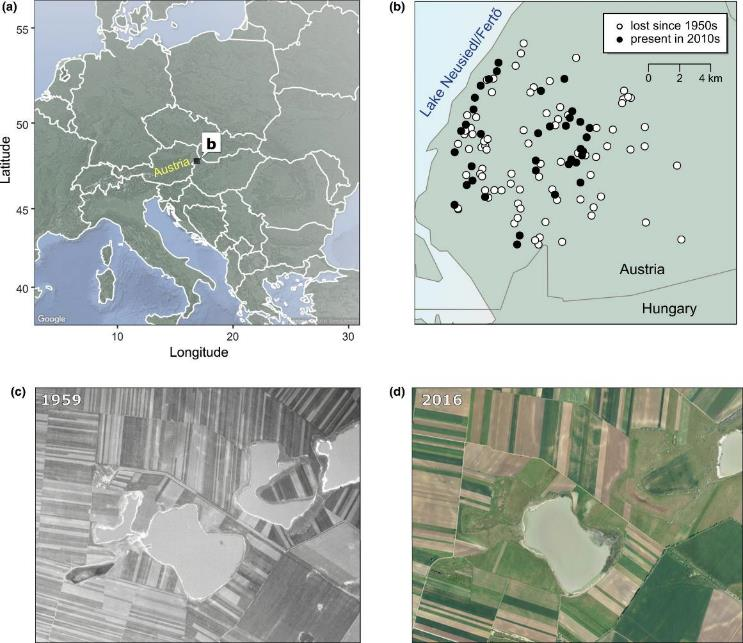 (a)
55
50
45
40
Latitude
b
Austria
Google
10
20
30
Longitude
(b)
Lake Neusiedl/Fertő
lost since 1950s
present in 2010s
0 2 4 km
Austria
Hungary
(c)
1959
(d)
2016